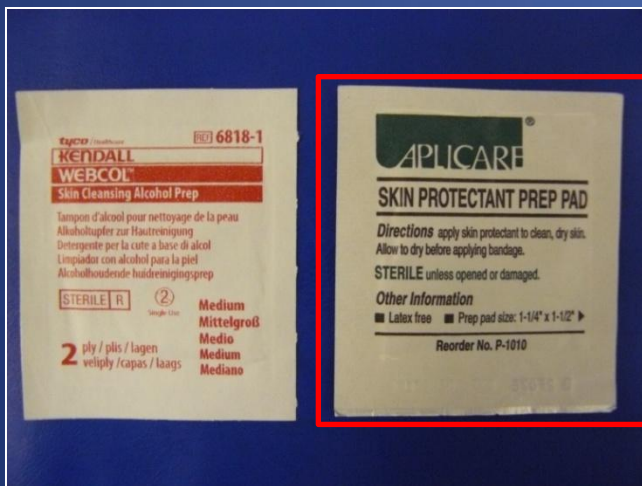 tyco / Healthcare
REF 6818-1
KENDALL
WEBCOL™
Skin Cleansing Alcohol Prep
Tampon d'alcool pour nettoyage de la peau
Alkoholtupfer zur Hautreinigung
Detergente per la cute a base di alcol
Limpiador con alcohol para la piel
Alcoholhoudende huidreinigingsprep
STERILE R
2
Single Use
Medium
Mittelgroß
Medio
Medium
Mediano
2 ply / plis / lagen
veliply /capas / laags
APLICARE®
SKIN PROTECTANT PREP PAD
Directions apply skin protectant to clean, dry skin.
Allow to dry before applying bandage.
STERILE unless opened or damaged.
Other Information
■ Latex free ■ Prep pad size: 1-1/4" x 1-1/2" ▶
Reorder No. P-1010